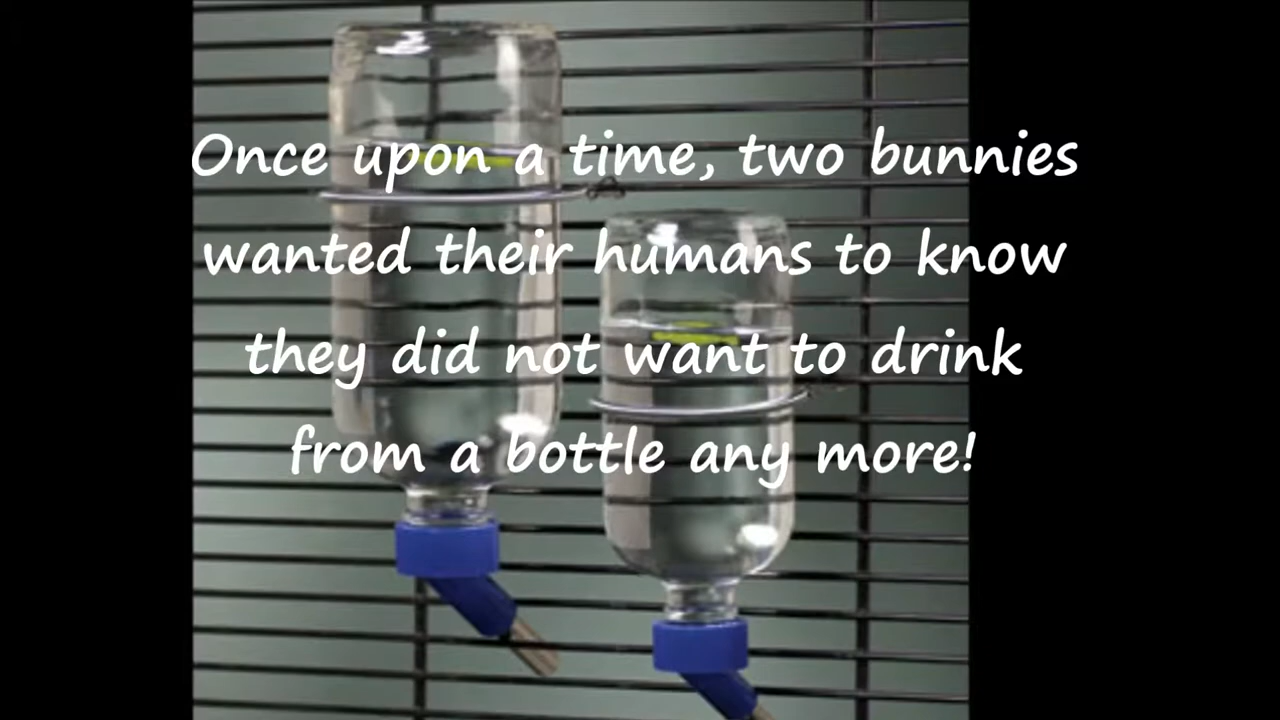 Once upon a time, two bunnies
wanted their humans to know
they did not want to drink
from a bottle any more!